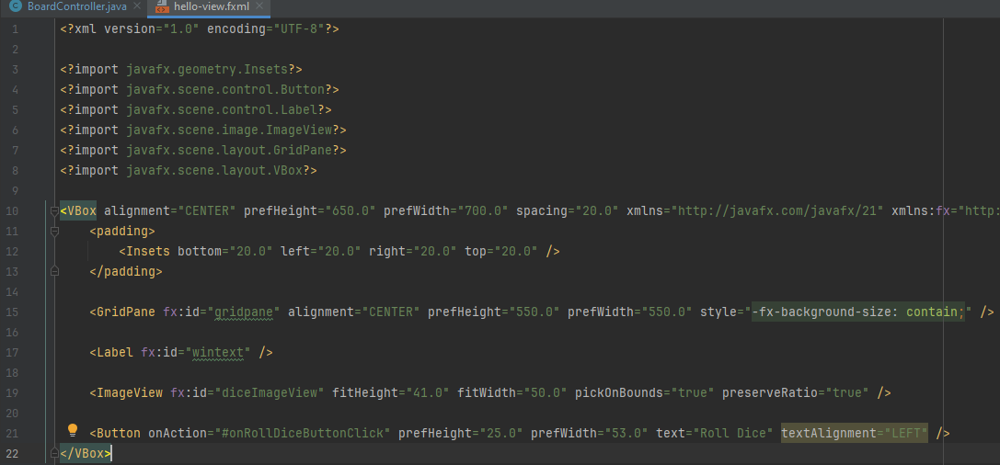 BoardController.java
hello-view.fxml
1 <?xml version="1.0" encoding="UTF-8"?>
2
3 <?import javafx.geometry.Insets?>
4 <?import javafx.scene.control.Button?>
5 <?import javafx.scene.control.Label?>
6 <?import javafx.scene.image.ImageView?>
7 <?import javafx.scene.layout.GridPane?>
8 <?import javafx.scene.layout.VBox?>
9
10 <VBox alignment="CENTER" prefHeight="650.0" prefWidth="700.0" spacing="20.0" xmlns="http://javafx.com/javafx/21" xmlns:fx="http:
11 <padding>
12 <Insets bottom="20.0" left="20.0" right="20.0" top="20.0" />
13 </padding>
14
15 <GridPane fx:id="gridpane" alignment="CENTER" prefHeight="550.0" prefWidth="550.0" style="-fx-background-size: contain;" />
16
17 <Label fx:id="wintext" />
18
19 <ImageView fx:id="diceImageView" fitHeight="41.0" fitWidth="50.0" pickOnBounds="true" preserveRatio="true" />
20
21 <Button onAction="#onRollDiceButtonClick" prefHeight="25.0" prefWidth="53.0" text="Roll Dice" textAlignment="LEFT" />
22 </VBox>